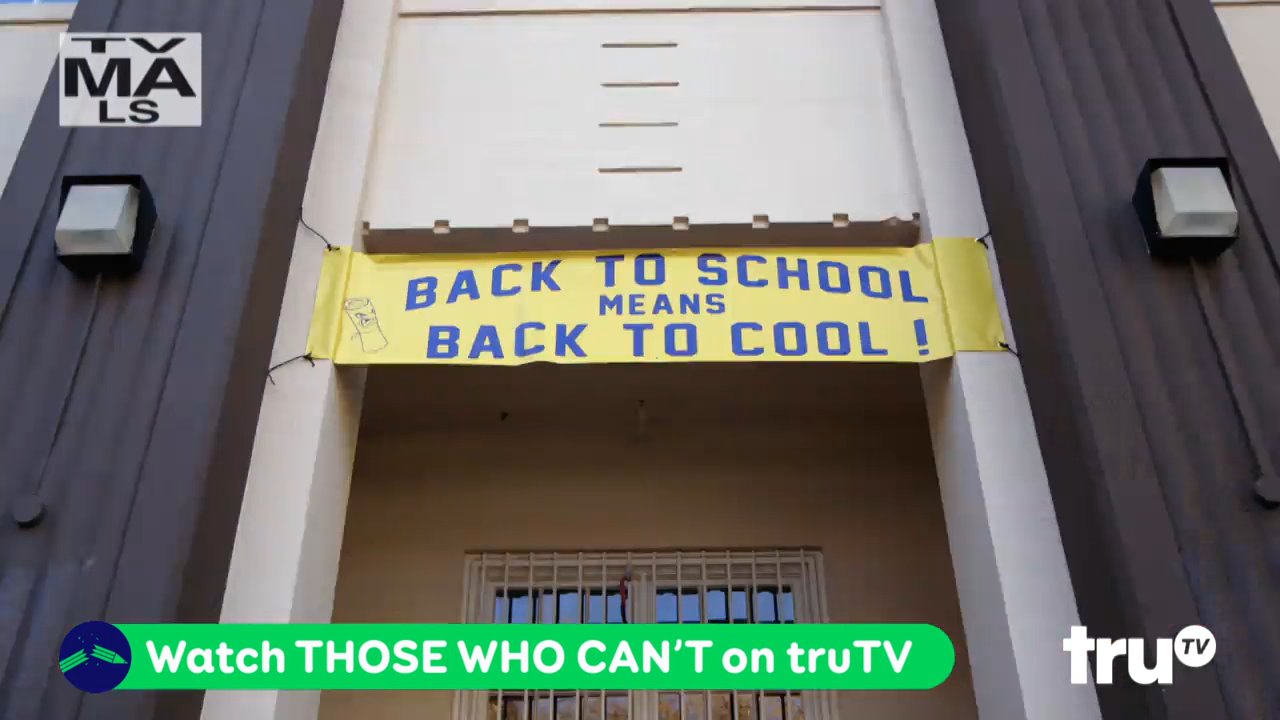 TV
MA
LS
BACK TO SCHOOL
MEANS
BACK TO COOL !
Watch THOSE WHO CAN'T on truTV
truTV